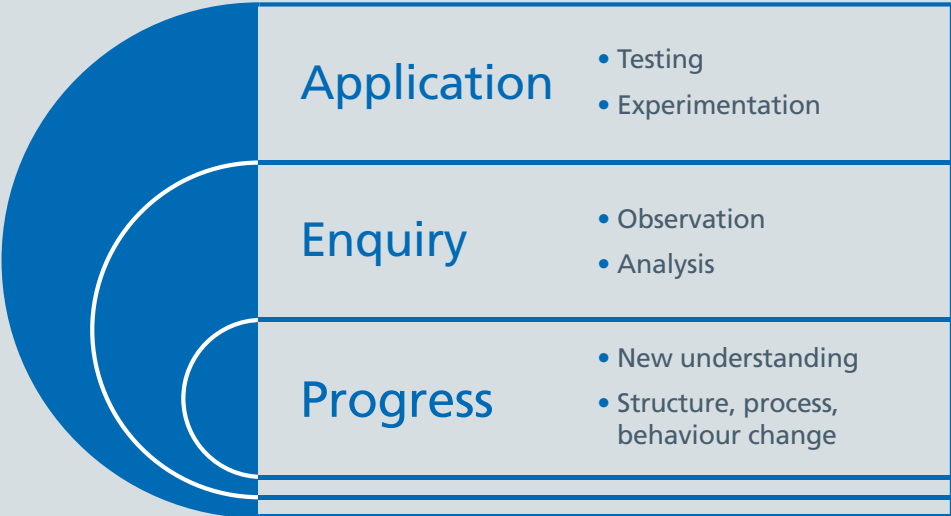 Application
• Testing
• Experimentation
Enquiry
• Observation
• Analysis
Progress
• New understanding
• Structure, process,
behaviour change